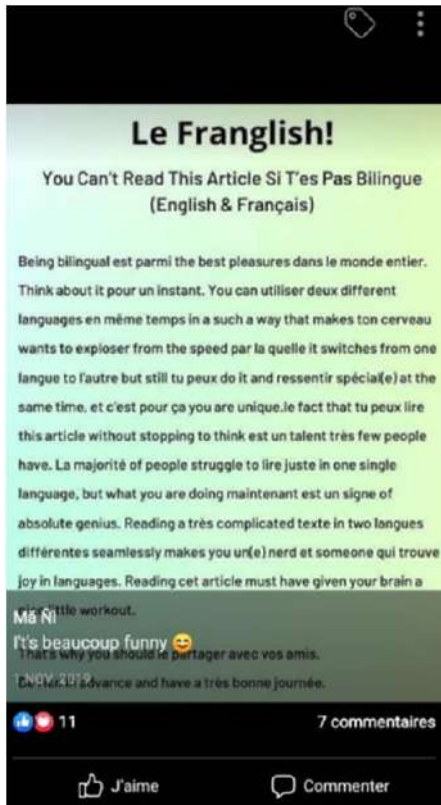 Le Franglish!
You Can't Read This Article Si T'es Pas Bilingue
(English & Français)
Being bilingual est parmi the best pleasures dans le monde entier.
Think about it pour un instant. You can utiliser deux different
languages en même temps in a such a way that makes ton cerveau
wants to exploser from the speed par la quelle it switches from one
langue to l'autre but still tu peux do it and ressentir spécial(e) at the
same time, et c'est pour ça you are unique.le fact that tu peux lire
this article without stopping to think est un talent très few people
have. La majorité of people struggle to lire juste in one single
language, but what you are doing maintenant est un signe of
absolute genius. Reading a très complicated texte in two langues
différentes seamlessly makes you un(e) nerd et someone qui trouve
joy in languages. Reading cet article must have given your brain a
little workout.
Mā Ñï
I't's beaucoup funny 😊
That's why you should le partager avec vos amis.
1 NOV. 2019
advance and have a très bonne journée.
11
7 commentaires
J'aime
Commenter